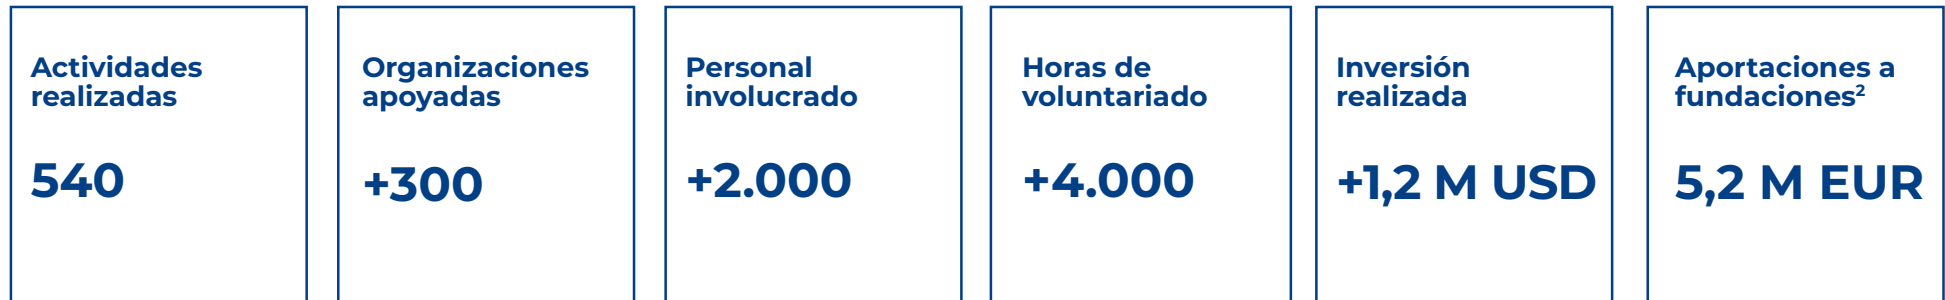 Actividades
realizadas
540
Organizaciones
apoyadas
+300
Personal
involucrado
+2.000
Horas de
voluntariado
+4.000
Inversión
realizada
+1,2 M USD
Aportaciones a
fundaciones²
5,2 M EUR